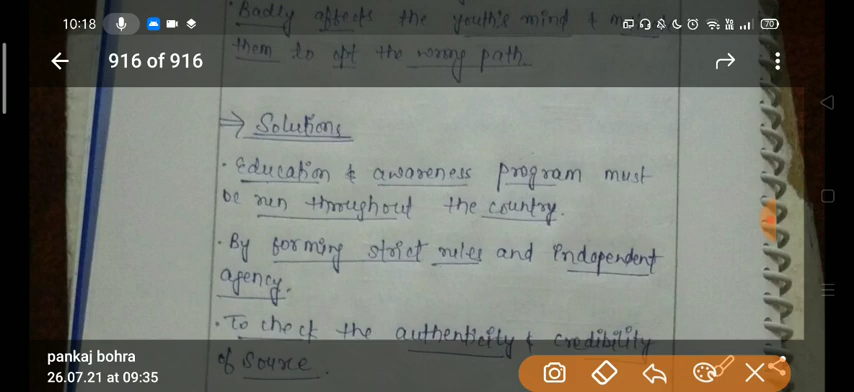 10:18
70
• Badly affects the youth's mind &
them to opt the wrong path.
916 of 916
⇒ Solutions
• Education & awareness program must
be run throughout the country.
• By forming strict rules and independent
agency.
• To check the authenticity & credibility
of source.
pankaj bohra
26.07.21 at 09:35